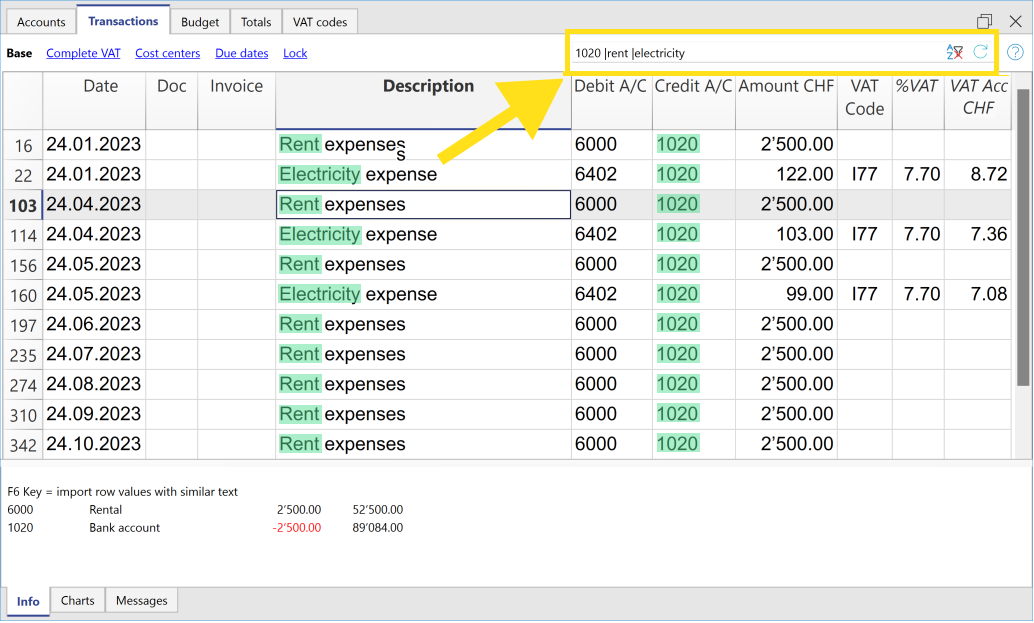 Accounts Transactions Budget Totals VAT codes
Base Complete VAT Cost centers Due dates Lock 1020 |rent |electricity
Date Doc Invoice Description Debit A/C Credit A/C Amount CHF VAT Code %VAT VAT Acc CHF
16 24.01.2023 Rent expenses 6000 1020 2’500.00
s
22 24.01.2023 Electricity expense 6402 1020 122.00 I77 7.70 8.72
103 24.04.2023 Rent expenses 6000 1020 2’500.00
114 24.04.2023 Electricity expense 6402 1020 103.00 I77 7.70 7.36
156 24.05.2023 Rent expenses 6000 1020 2’500.00
160 24.05.2023 Electricity expense 6402 1020 99.00 I77 7.70 7.08
197 24.06.2023 Rent expenses 6000 1020 2’500.00
235 24.07.2023 Rent expenses 6000 1020 2’500.00
274 24.08.2023 Rent expenses 6000 1020 2’500.00
310 24.09.2023 Rent expenses 6000 1020 2’500.00
342 24.10.2023 Rent expenses 6000 1020 2’500.00
F6 Key = import row values with similar text
6000 Rental 2’500.00 52’500.00
1020 Bank account -2’500.00 89’084.00
Info Charts Messages